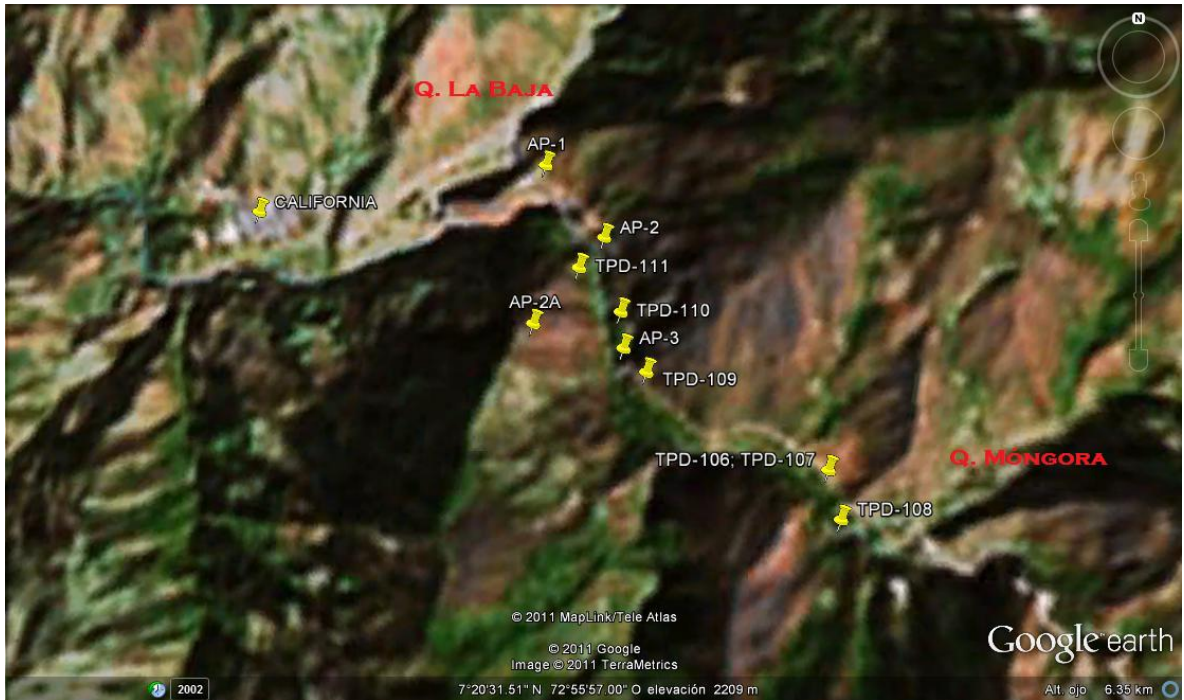 N
Q. La Baja
AP-1
CALIFORNIA
AP-2
TPD-111
AP-2A
TPD-110
AP-3
TPD-109
TPD-106; TPD-107
Q. Móngora
TPD-108
© 2011 MapLink/Tele Atlas
© 2011 Google
Image © 2011 TerraMetrics
Google earth
2002
7°20'31.51" N 72°55'57.00" O elevación 2209 m
Alt. ojo 6.35 km